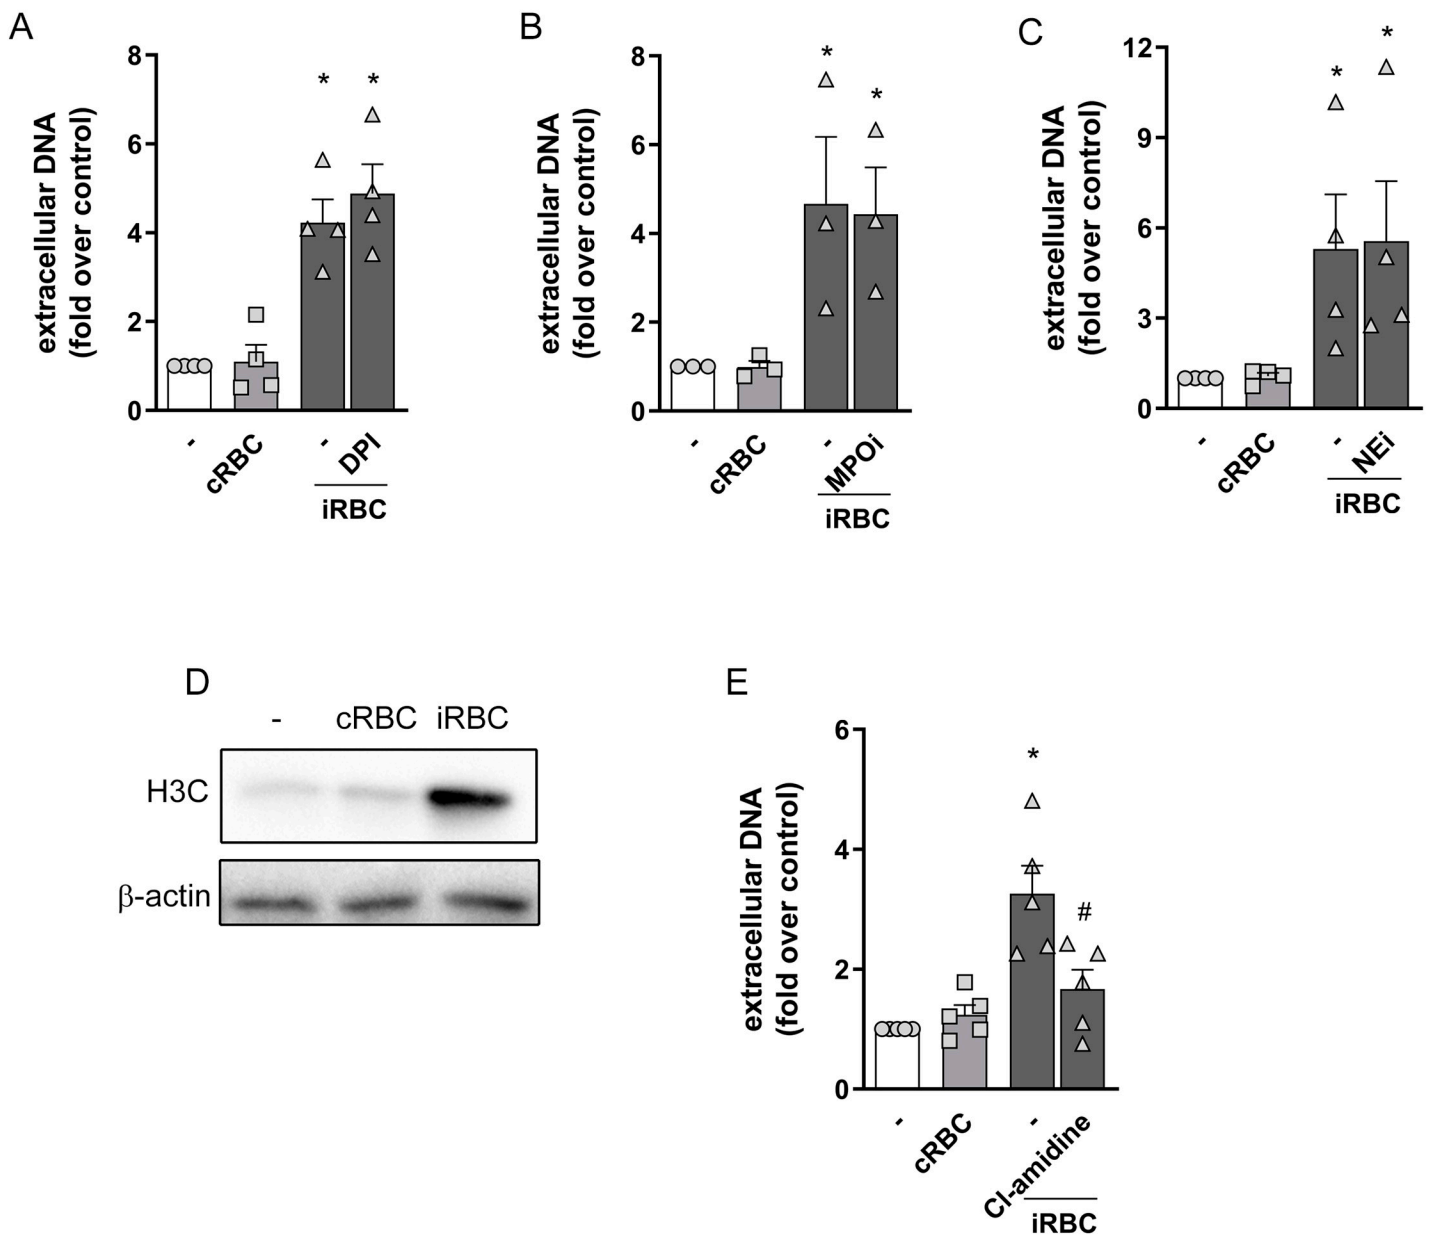 A
extracellular DNA
(fold over control)
8
6
4
2
0
* *
-
cRBC
-
DPI
iRBC
B
extracellular DNA
(fold over control)
8
6
4
2
0
* *
-
cRBC
-
MPOi
iRBC
C
extracellular DNA
(fold over control)
12
9
6
3
0
* *
-
cRBC
-
NEi
iRBC
D
- cRBC iRBC
H3C
β-actin
E
extracellular DNA
(fold over control)
6
4
2
0
*
#
-
cRBC
-
Cl-amidine
iRBC